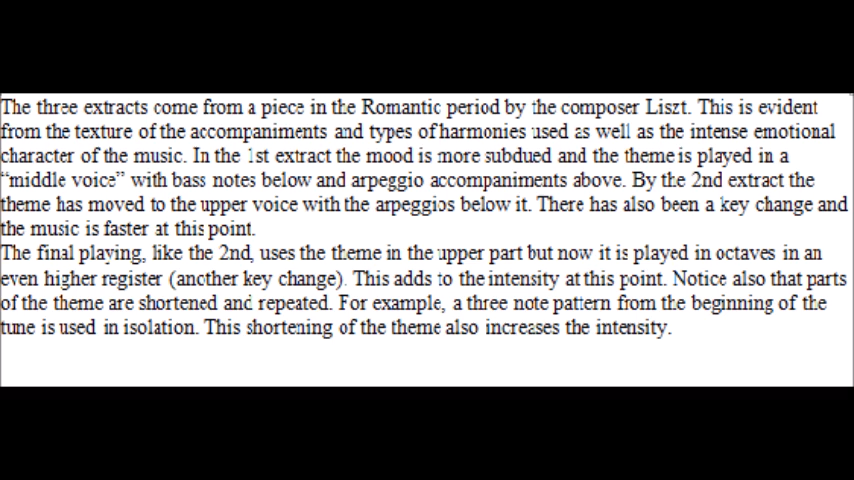 The three extracts come from a piece in the Romantic period by the composer Liszt. This is evident
from the texture of the accompaniments and types of harmonies used as well as the intense emotional
character of the music. In the 1st extract the mood is more subdued and the theme is played in a
“middle voice” with bass notes below and arpeggio accompaniments above. By the 2nd extract the
theme has moved to the upper voice with the arpeggios below it. There has also been a key change and
the music is faster at this point.
The final playing, like the 2nd, uses the theme in the upper part but now it is played in octaves in an
even higher register (another key change). This adds to the intensity at this point. Notice also that parts
of the theme are shortened and repeated. For example, a three note pattern from the beginning of the
tune is used in isolation. This shortening of the theme also increases the intensity.